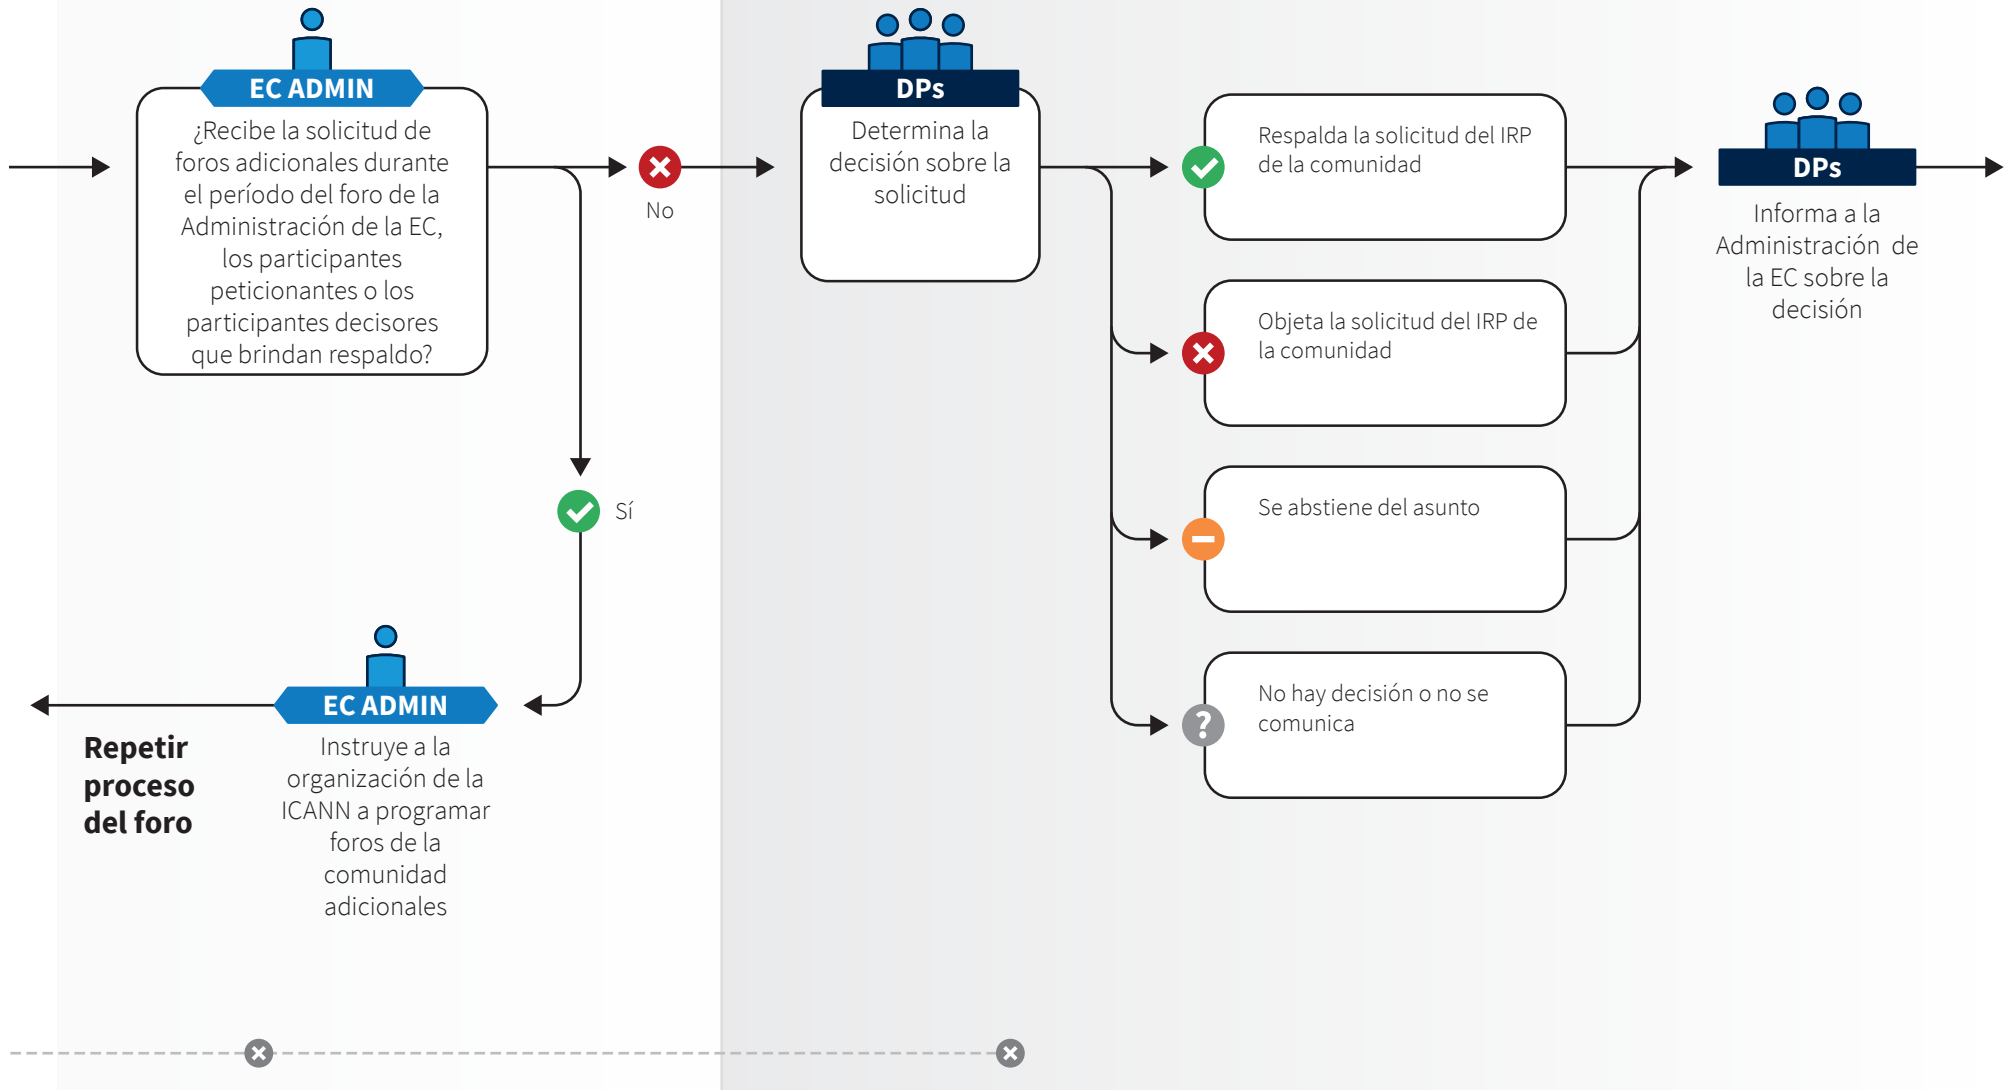 EC ADMIN
¿Recibe la solicitud de
foros adicionales durante
el período del foro de la
Administración de la EC,
los participantes
peticionantes o los
participantes decisores
que brindan respaldo?
No
Sí
EC ADMIN
Instruye a la
organización de la
ICANN a programar
foros de la
comunidad
adicionales
Repetir
proceso
del foro
DPs
Determina la
decisión sobre la
solicitud
Respalda la solicitud del IRP
de la comunidad
Objeta la solicitud del IRP de
la comunidad
Se abstiene del asunto
No hay decisión o no se
comunica
?
DPs
Informa a la
Administración de
la EC sobre la
decisión